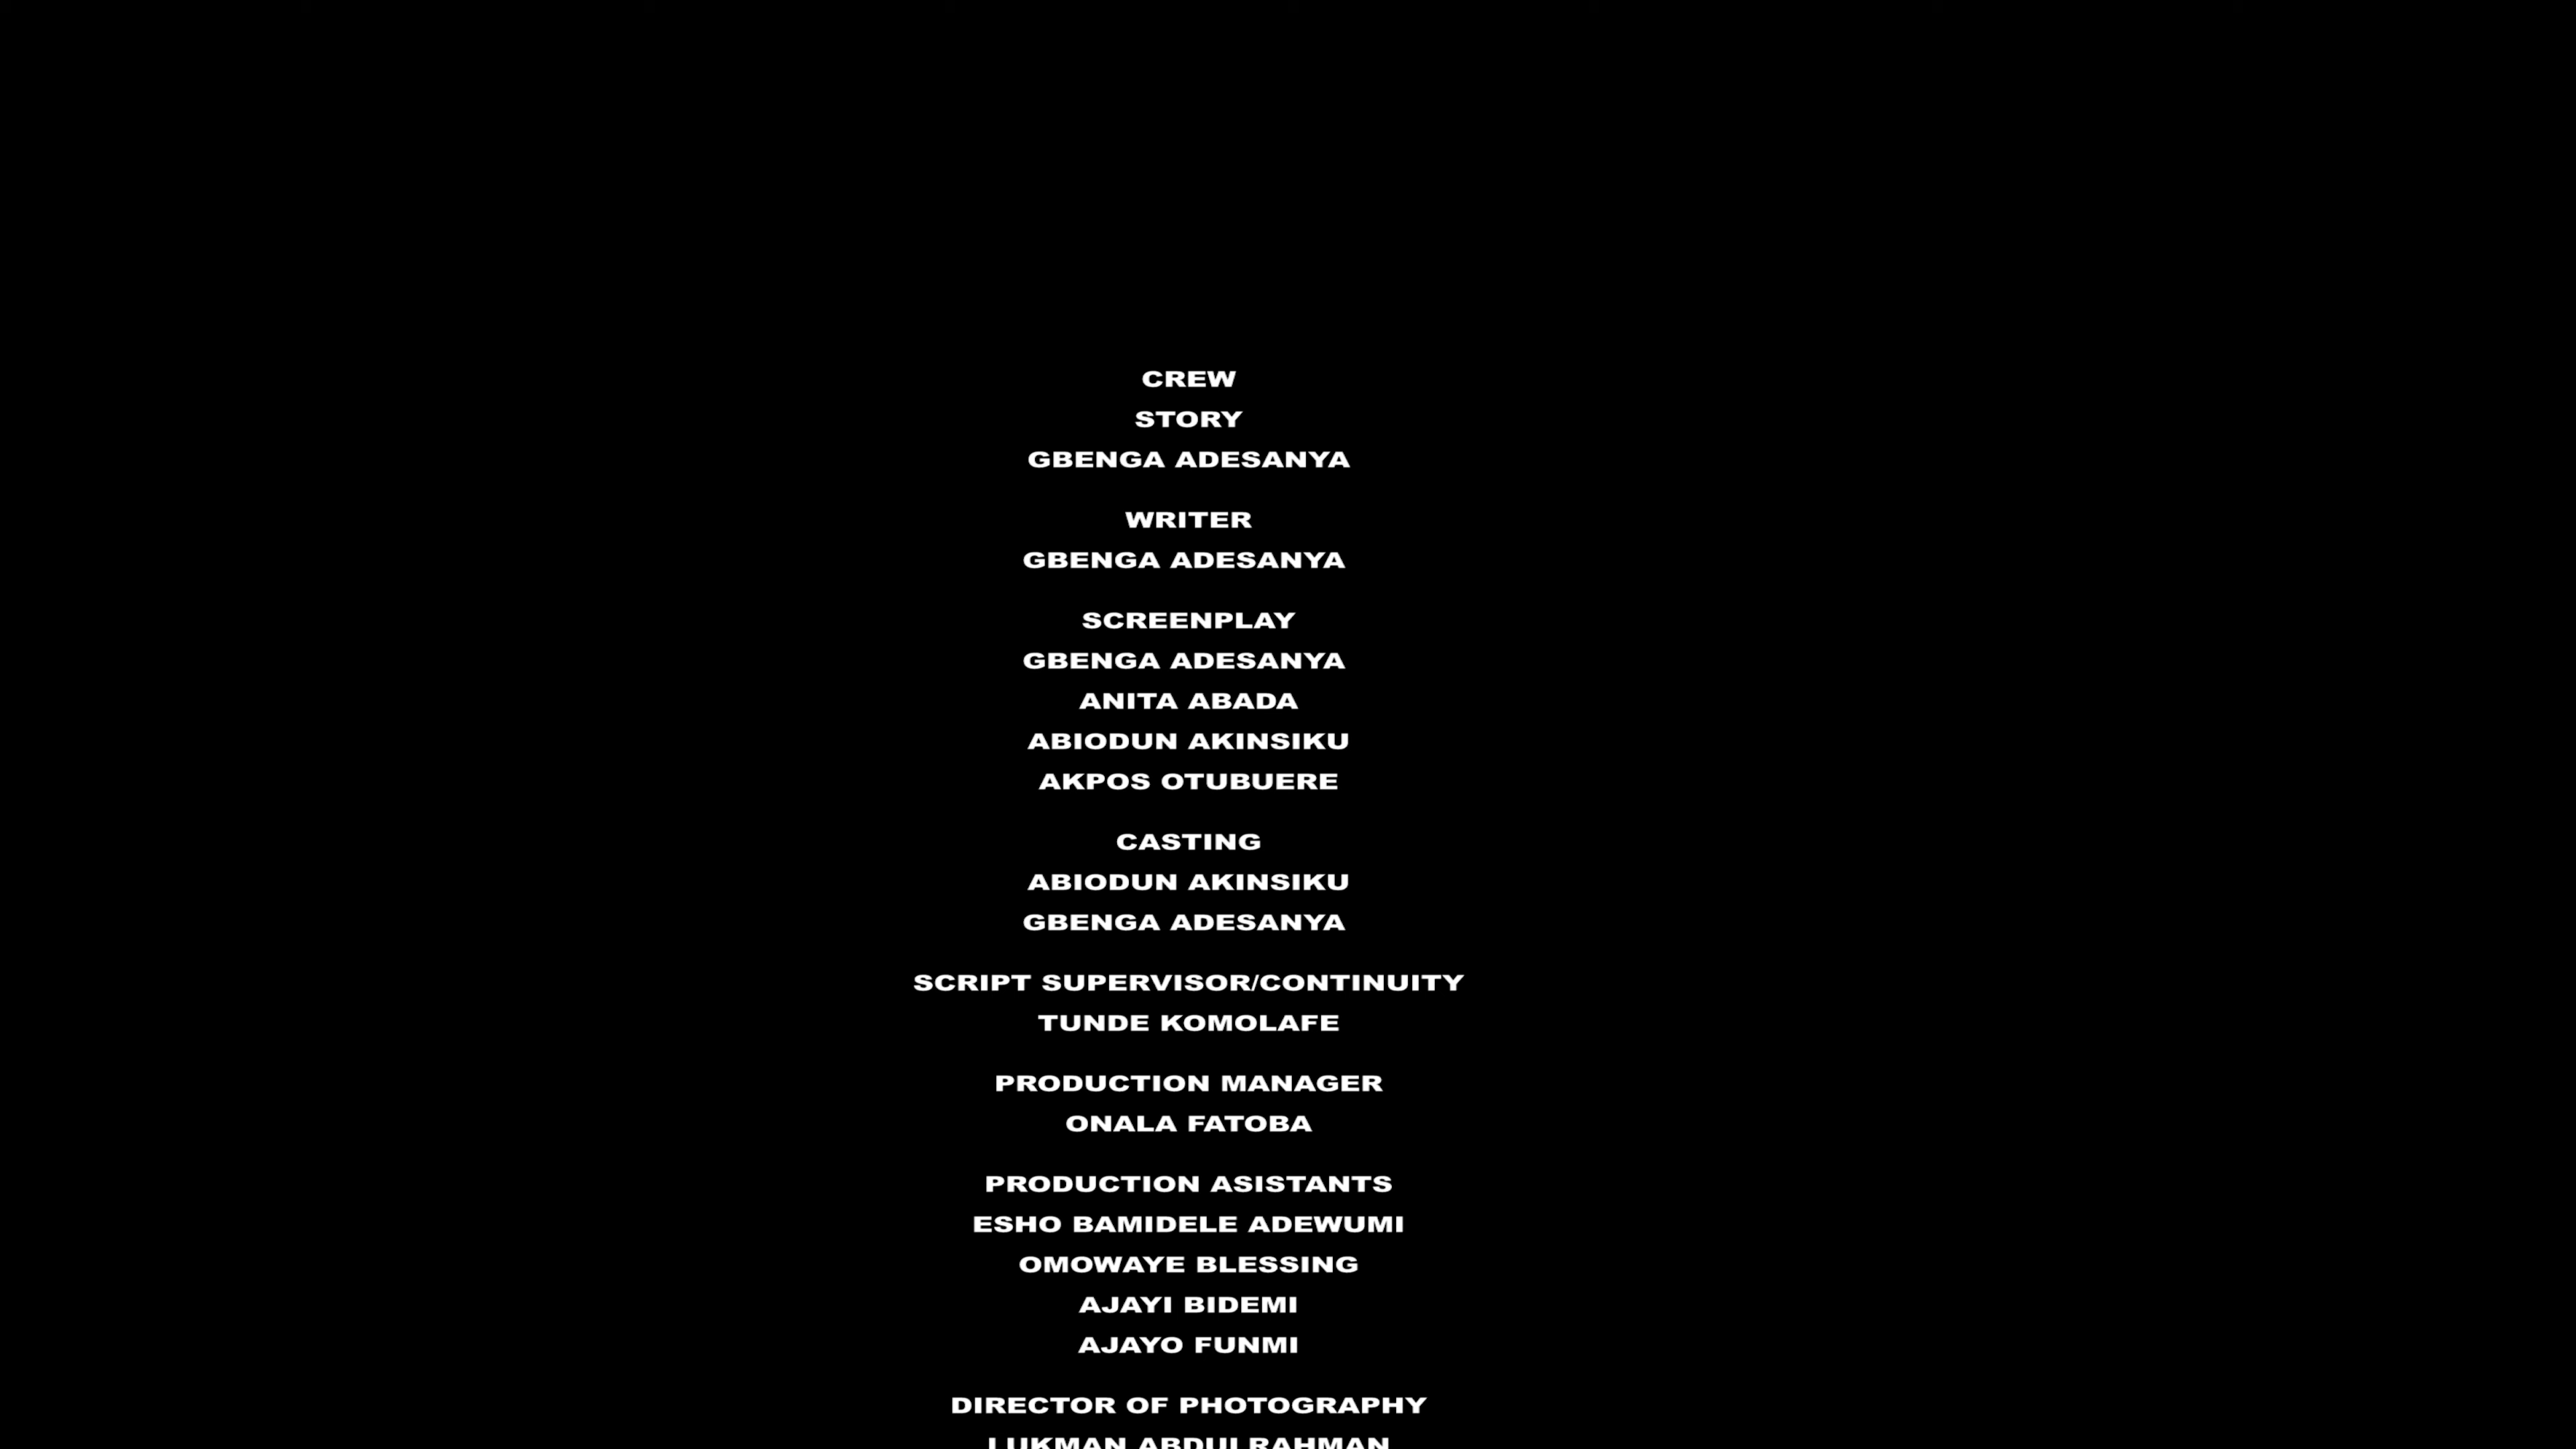 CREW
STORY
GBENGA ADESANYA
WRITER
GBENGA ADESANYA
SCREENPLAY
GBENGA ADESANYA
ANITA ABADA
ABIODUN AKINSIKU
AKPOS OTUBUERE
CASTING
ABIODUN AKINSIKU
GBENGA ADESANYA
SCRIPT SUPERVISOR/CONTINUITY
TUNDE KOMOLAFE
PRODUCTION MANAGER
ONALA FATOBA
PRODUCTION ASISTANTS
ESHO BAMIDELE ADEWUMI
OMOWAYE BLESSING
AJAYI BIDEMI
AJAYO FUNMI
DIRECTOR OF PHOTOGRAPHY
LUKMAN ABDULRAHMAN